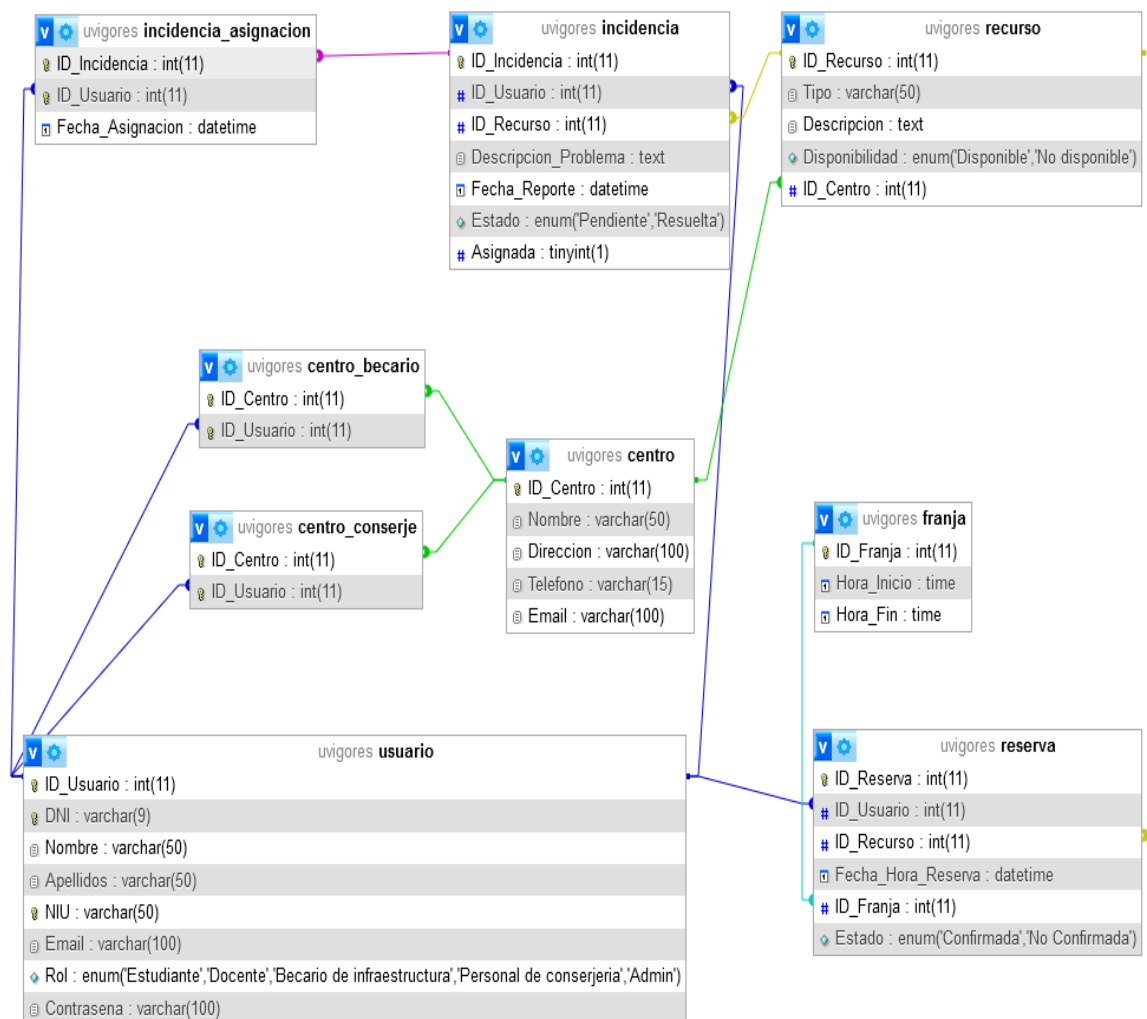 uvigores incidencia_asignacion
ID_Incidencia : int(11)
ID_Usuario : int(11)
Fecha_Asignacion : datetime
uvigores incidencia
ID_Incidencia : int(11)
ID_Usuario : int(11)
ID_Recurso : int(11)
Descripcion_Problema : text
Fecha_Reporte : datetime
Estado : enum('Pendiente','Resuelta')
Asignada : tinyint(1)
uvigores recurso
ID_Recurso : int(11)
Tipo : varchar(50)
Descripcion : text
Disponibilidad : enum('Disponible','No disponible')
ID_Centro : int(11)
uvigores centro_becario
ID_Centro : int(11)
ID_Usuario : int(11)
uvigores centro_conserje
ID_Centro : int(11)
ID_Usuario : int(11)
uvigores centro
ID_Centro : int(11)
Nombre : varchar(50)
Direccion : varchar(100)
Telefono : varchar(15)
Email : varchar(100)
uvigores franja
ID_Franja : int(11)
Hora_Inicio : time
Hora_Fin : time
uvigores usuario
ID_Usuario : int(11)
DNI : varchar(9)
Nombre : varchar(50)
Apellidos : varchar(50)
NIU : varchar(50)
Email : varchar(100)
Rol : enum('Estudiante','Docente','Becario de infraestructura','Personal de conserjeria','Admin')
Contrasena : varchar(100)
uvigores reserva
ID_Reserva : int(11)
ID_Usuario : int(11)
ID_Recurso : int(11)
Fecha_Hora_Reserva : datetime
ID_Franja : int(11)
Estado : enum('Confirmada','No Confirmada')